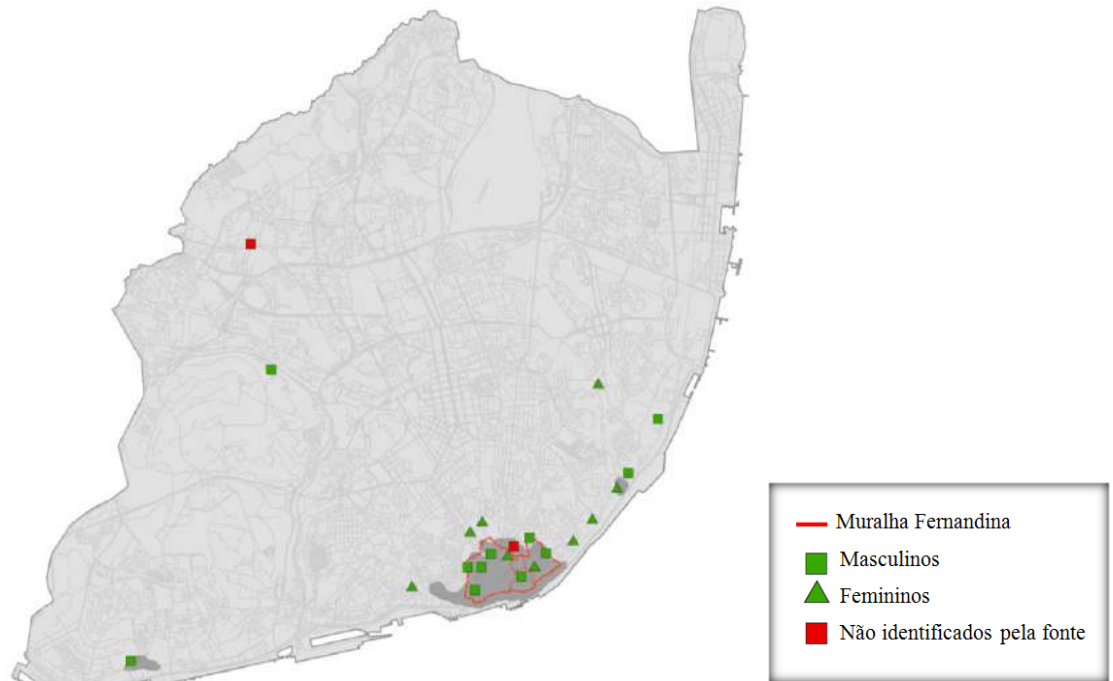 Muralha Fernandina
Masculinos
Femininos
Não identificados pela fonte